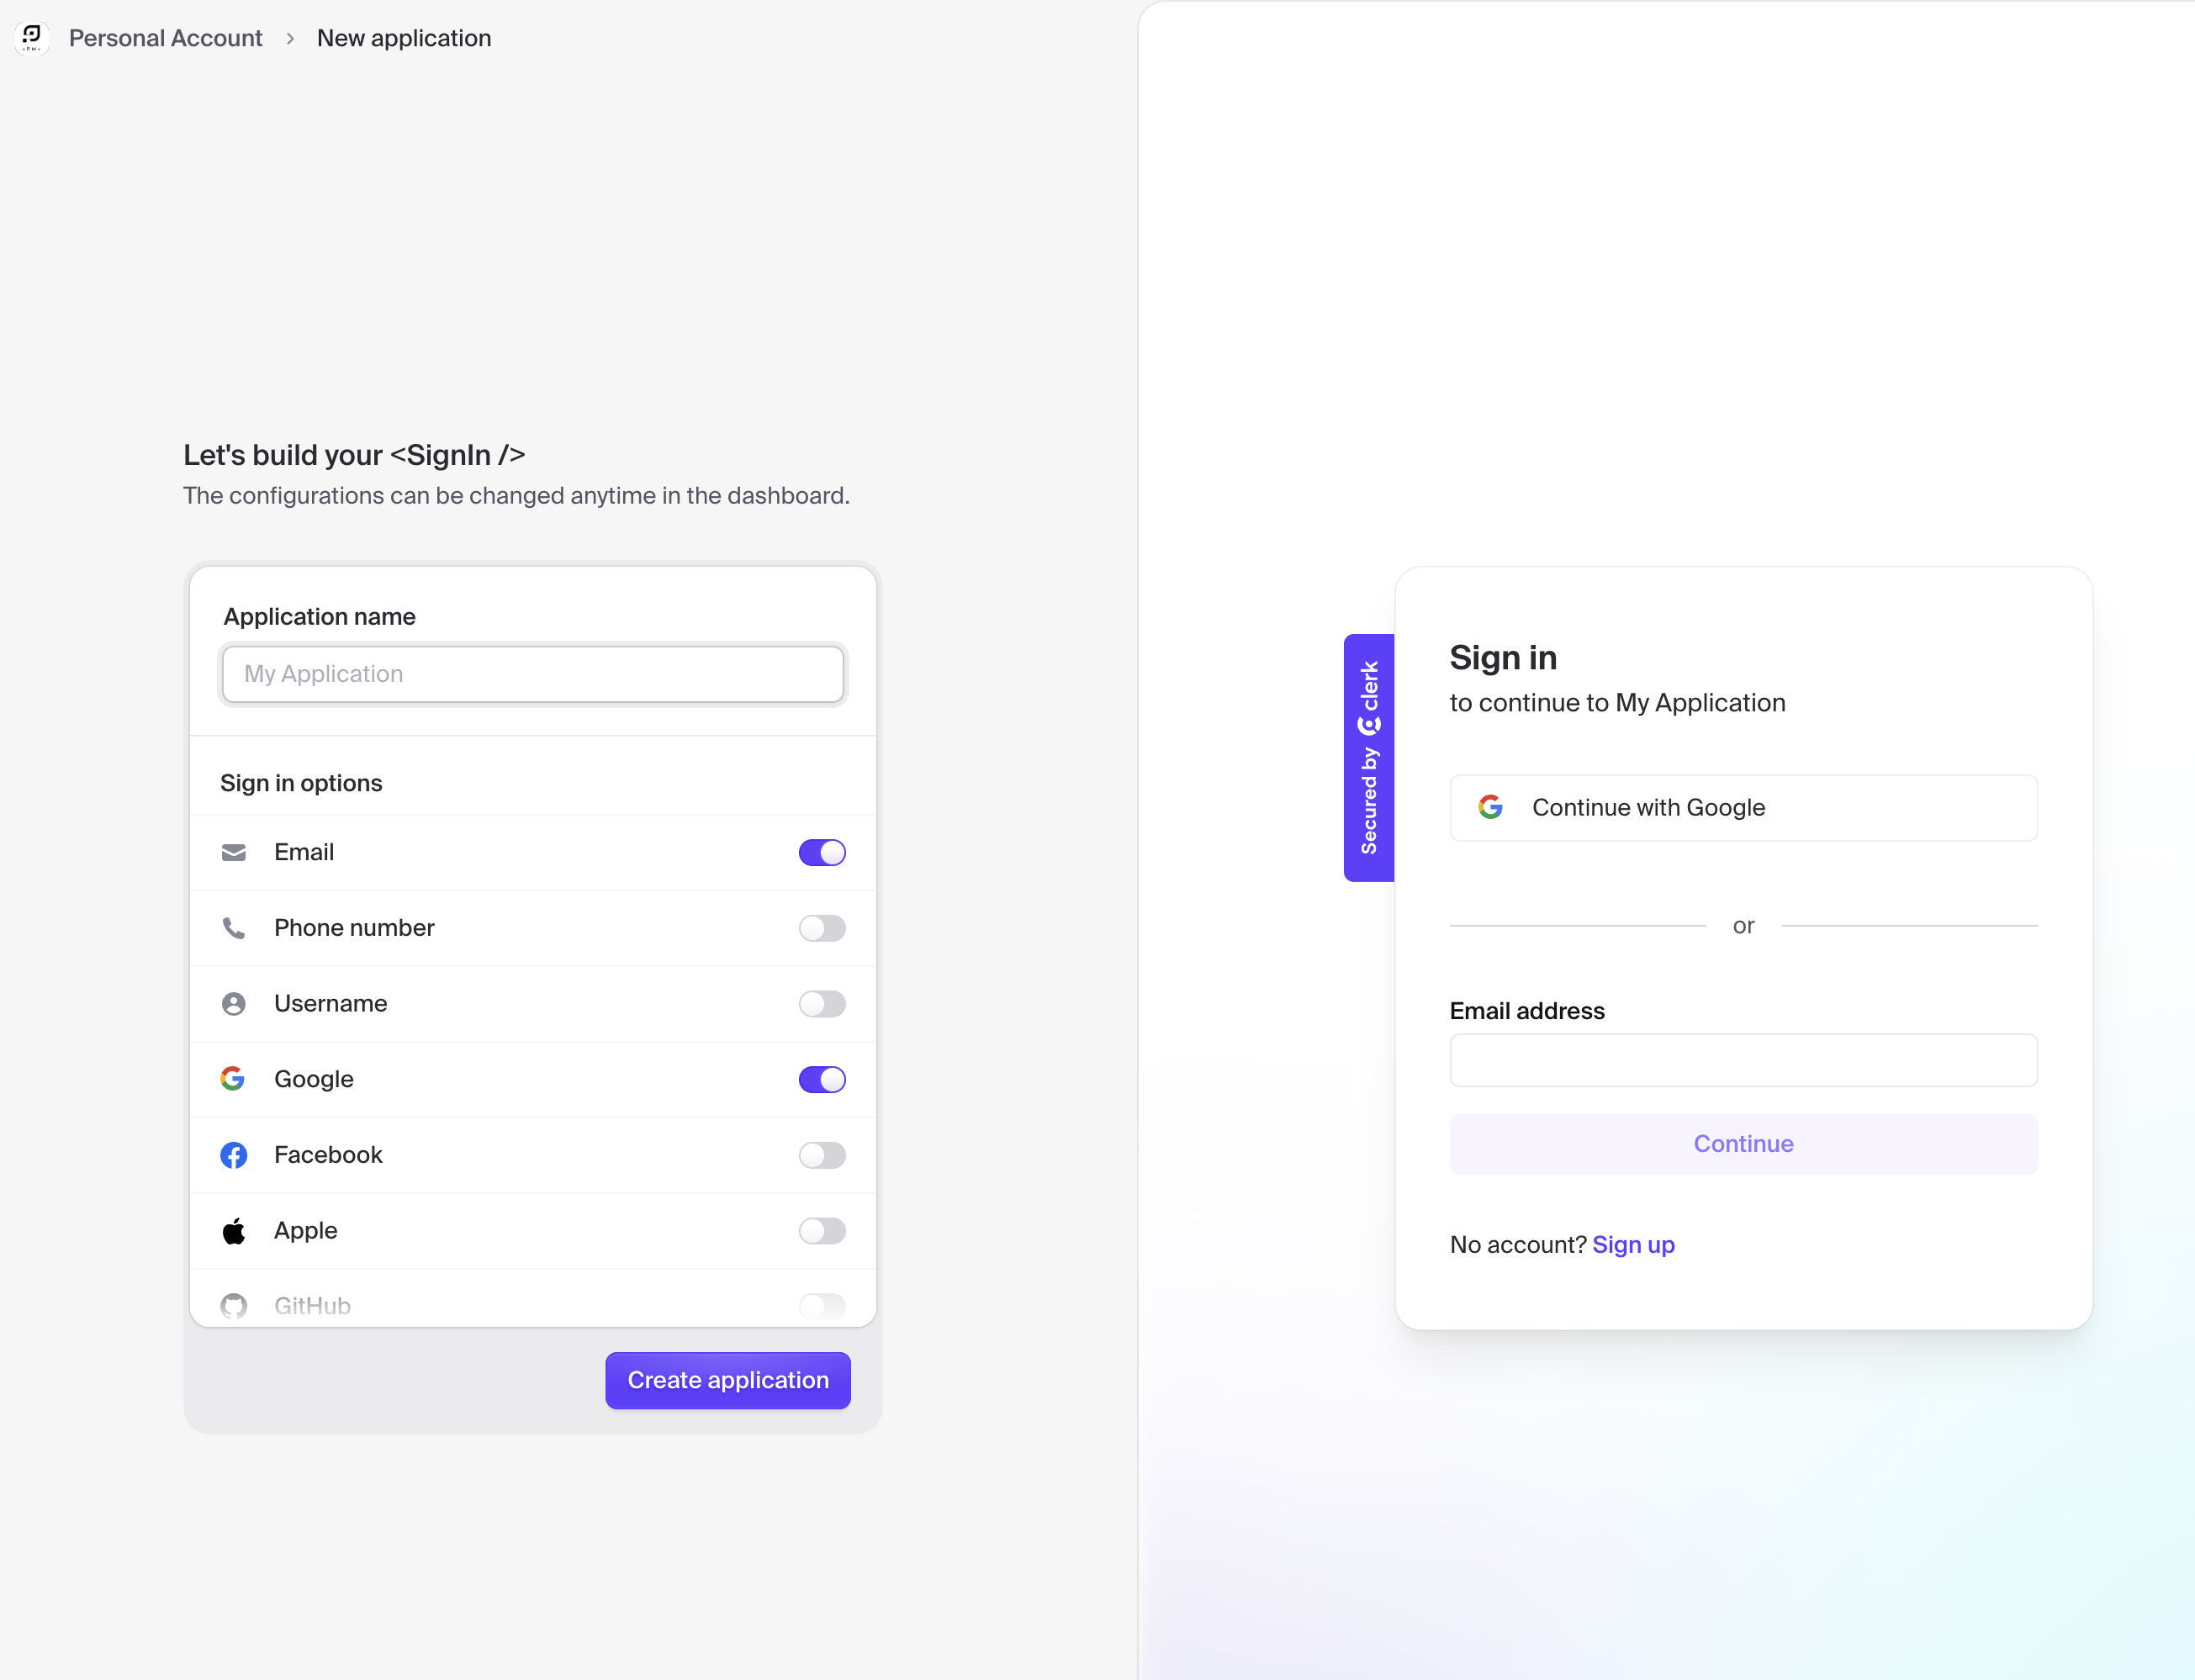 Personal Account > New application
Let's build your <SignIn />
The configurations can be changed anytime in the dashboard.
Application name
My Application
Sign in options
Email
Phone number
Username
Google
Facebook
Apple
GitHub
Create application
Secured by clerk
Sign in
to continue to My Application
Continue with Google
or
Email address
Continue
No account? Sign up